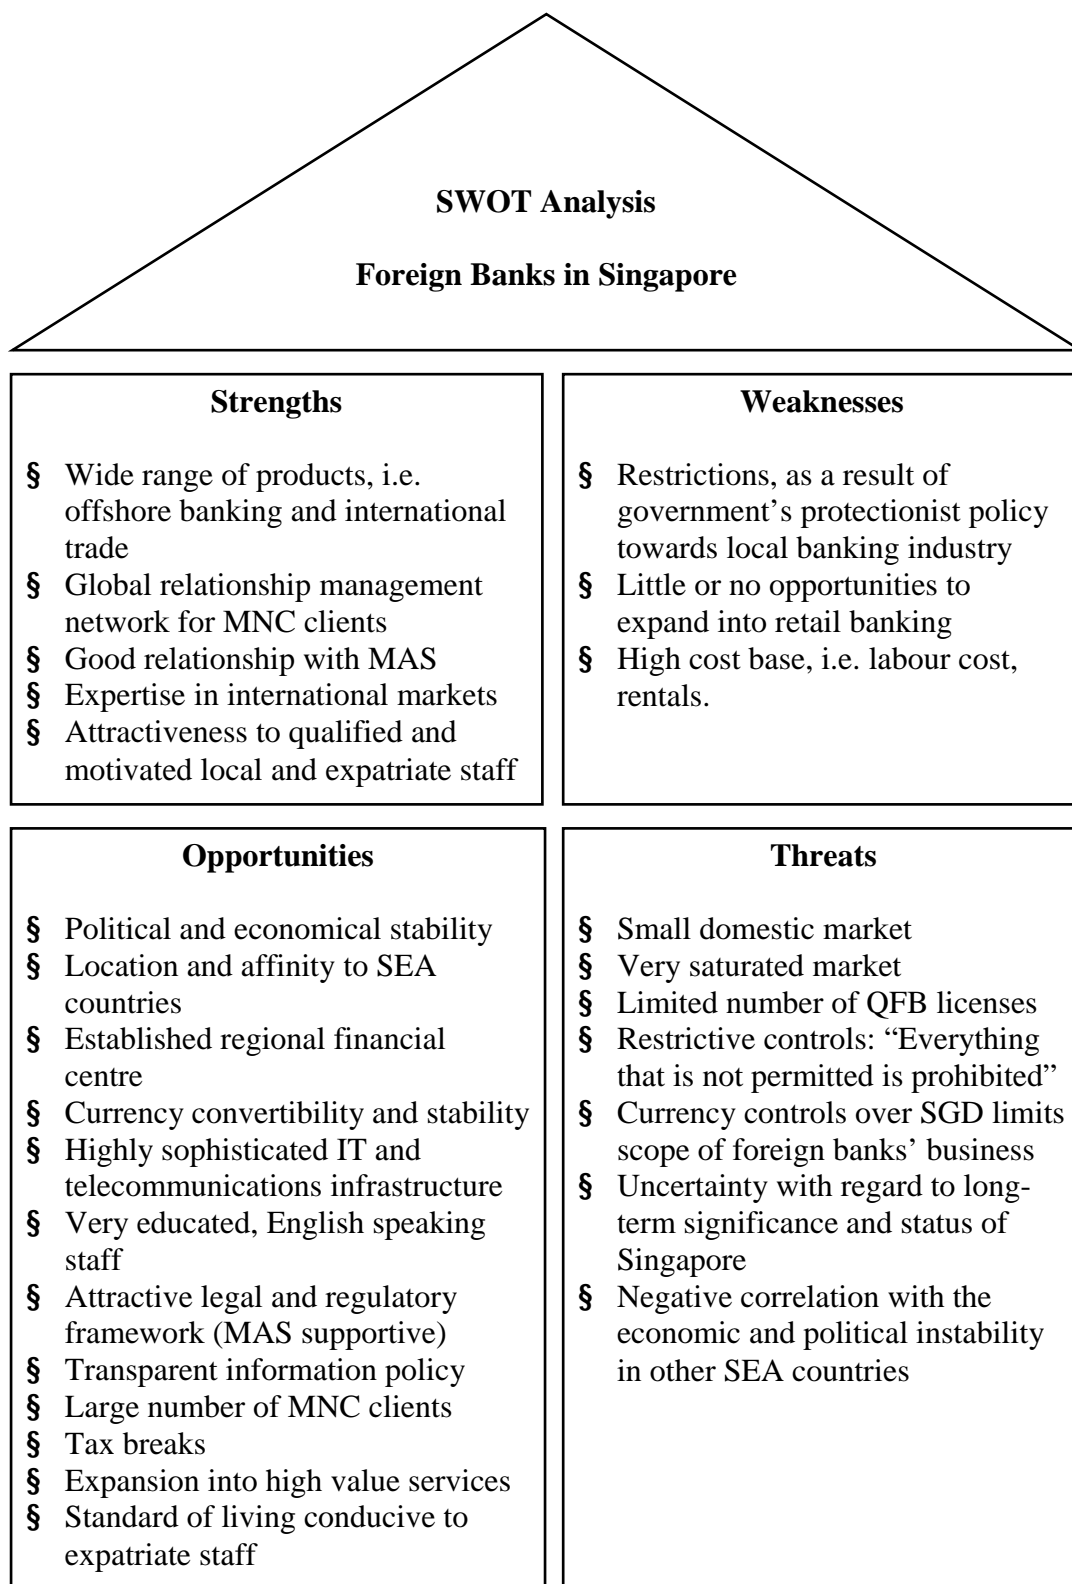 SWOT Analysis
Foreign Banks in Singapore
Strengths
§ Wide range of products, i.e.
offshore banking and international
trade
§ Global relationship management
network for MNC clients
§ Good relationship with MAS
§ Expertise in international markets
§ Attractiveness to qualified and
motivated local and expatriate staff
Weaknesses
§ Restrictions, as a result of
government’s protectionist policy
towards local banking industry
§ Little or no opportunities to
expand into retail banking
§ High cost base, i.e. labour cost,
rentals.
Opportunities
§ Political and economical stability
§ Location and affinity to SEA
countries
§ Established regional financial
centre
§ Currency convertibility and stability
§ Highly sophisticated IT and
telecommunications infrastructure
§ Very educated, English speaking
staff
§ Attractive legal and regulatory
framework (MAS supportive)
§ Transparent information policy
§ Large number of MNC clients
§ Tax breaks
§ Expansion into high value services
§ Standard of living conducive to
expatriate staff
Threats
§ Small domestic market
§ Very saturated market
§ Limited number of QFB licenses
§ Restrictive controls: “Everything
that is not permitted is prohibited”
§ Currency controls over SGD limits
scope of foreign banks’ business
§ Uncertainty with regard to long-
term significance and status of
Singapore
§ Negative correlation with the
economic and political instability
in other SEA countries